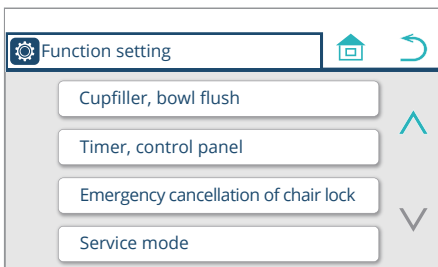 Function setting
Cupfiller, bowl flush
Timer, control panel
Emergency cancellation of chair lock
Service mode